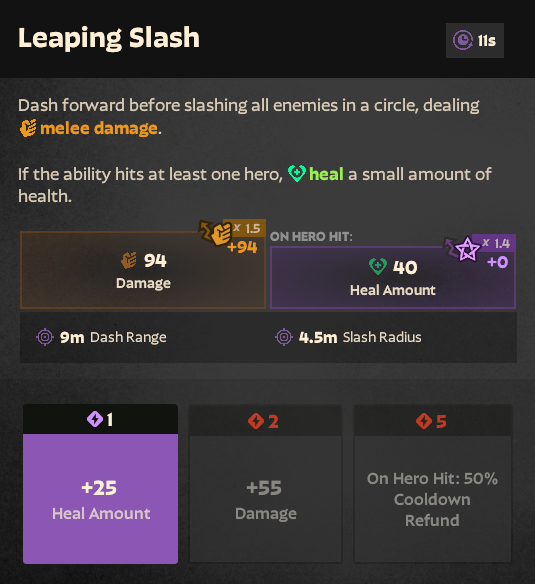 Leaping Slash
11s
Dash forward before slashing all enemies in a circle, dealing
melee damage.
If the ability hits at least one hero, heal a small amount of
health.
x 1.5
+94
94
Damage
ON HERO HIT:
x 1.4
+0
40
Heal Amount
9m Dash Range
4.5m Slash Radius
1
+25
Heal Amount
2
+55
Damage
5
On Hero Hit: 50%
Cooldown
Refund